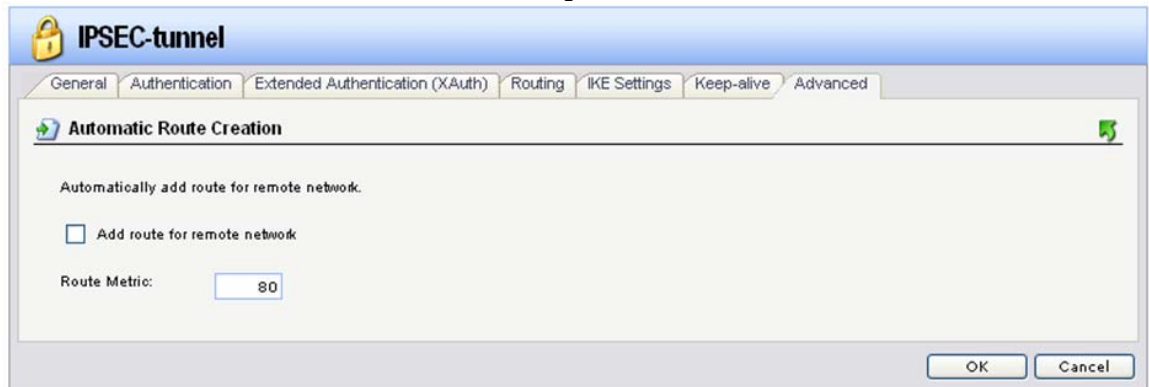 IPSEC-tunnel
General Authentication Extended Authentication (XAuth) Routing IKE Settings Keep-alive Advanced
Automatic Route Creation
Automatically add route for remote network.
Add route for remote network
Route Metric: 80
OK Cancel